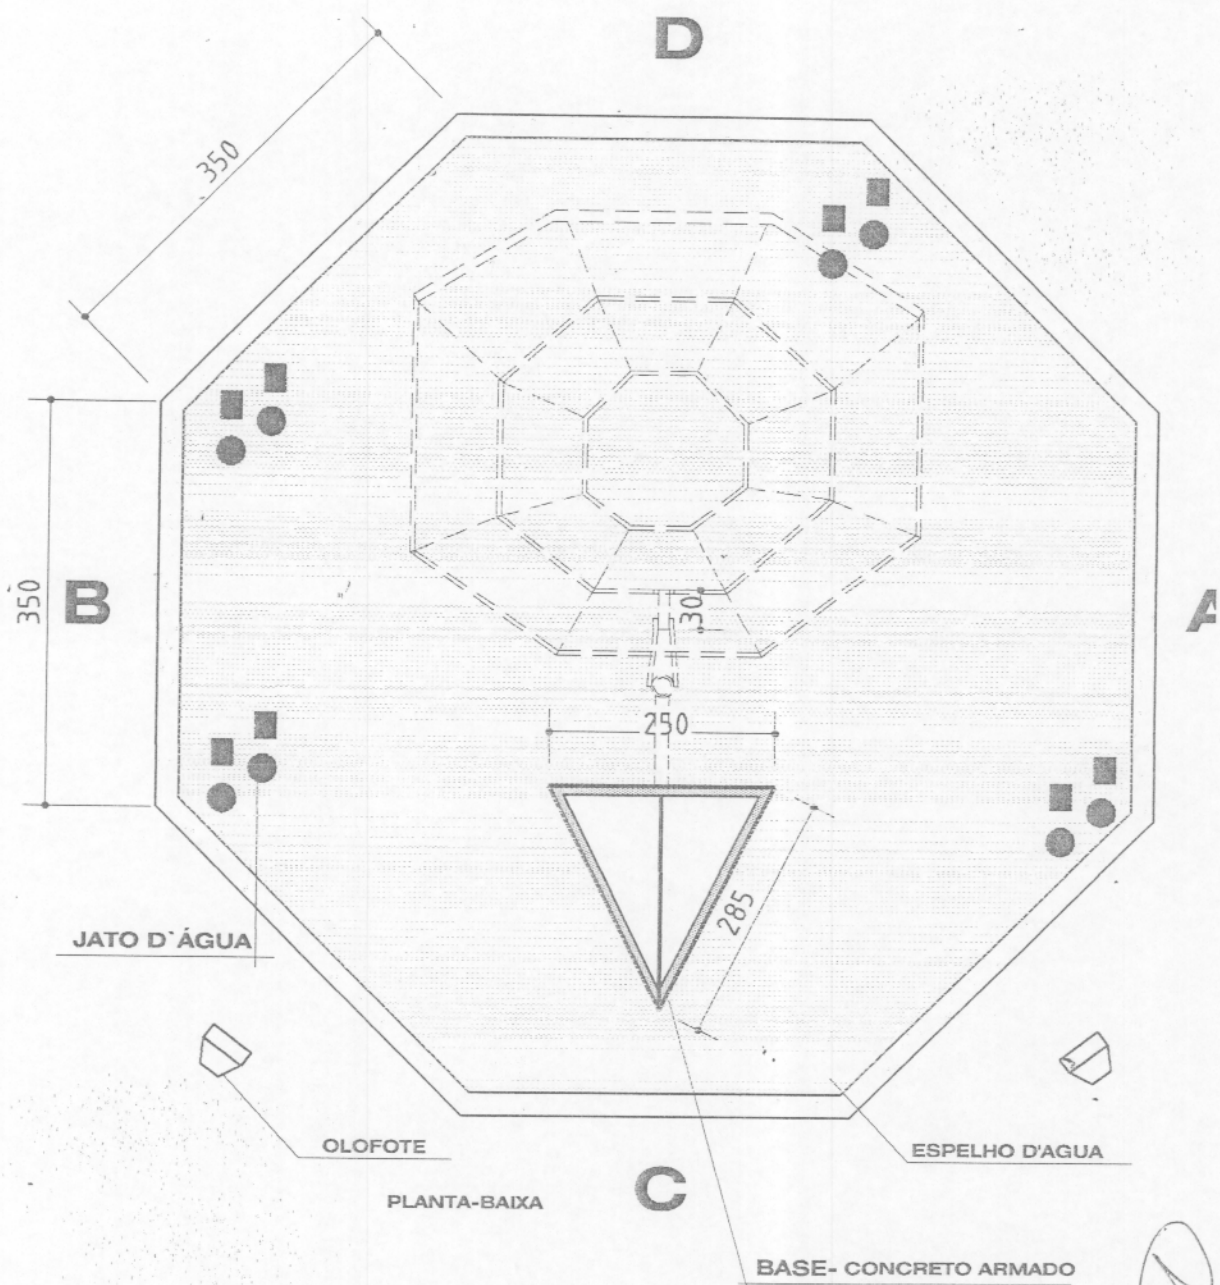 D
350
350
B
A
30
250
285
JATO D`ÁGUA
OLOFOTE
ESPELHO D'AGUA
PLANTA-BAIXA
C
BASE- CONCRETO ARMADO